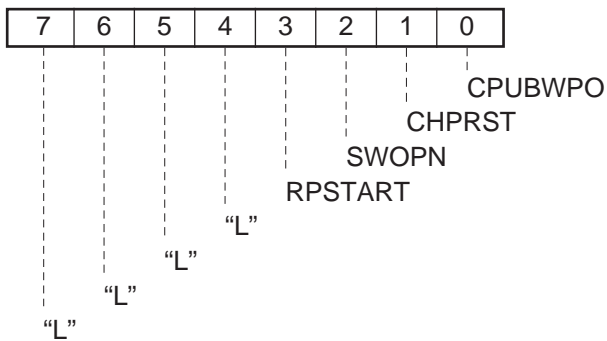 7 6 5 4 3 2 1 0
CPUBWPO
CHPRST
SWOPN
RPSTART
“L”
“L”
“L”
“L”